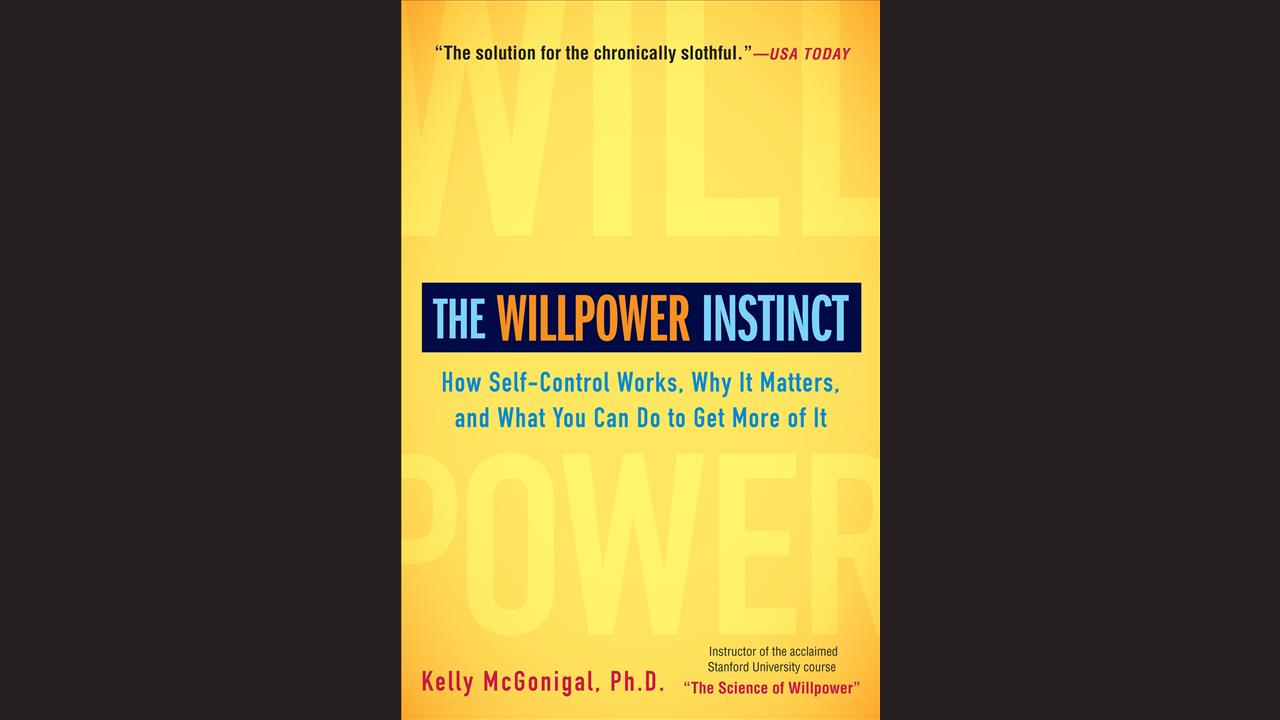 WILL
“The solution for the chronically slothful.”—USA TODAY
THE WILLPOWER INSTINCT
How Self-Control Works, Why It Matters,
and What You Can Do to Get More of It
POWER
Kelly McGonigal, Ph.D.
Instructor of the acclaimed
Stanford University course
“The Science of Willpower”